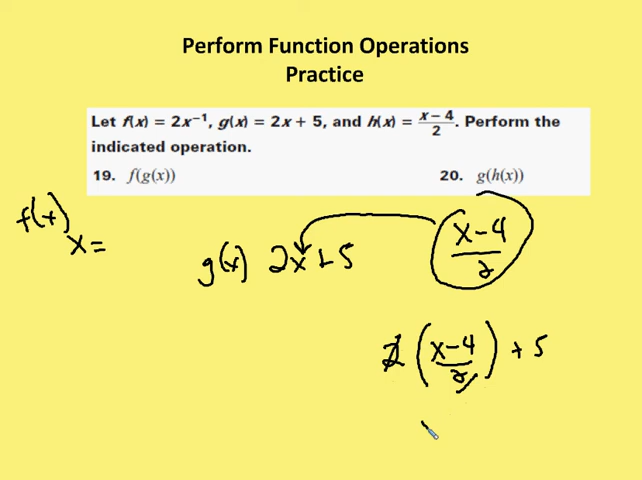 Perform Function Operations
Practice
Let f(x) = 2x⁻¹, g(x) = 2x + 5, and h(x) = (x − 4)/2. Perform the
indicated operation.
19. f(g(x)) 20. g(h(x))
f(+)
x =
g(x) 2x+5
(x−4)/2
2((x−4)/2) + 5